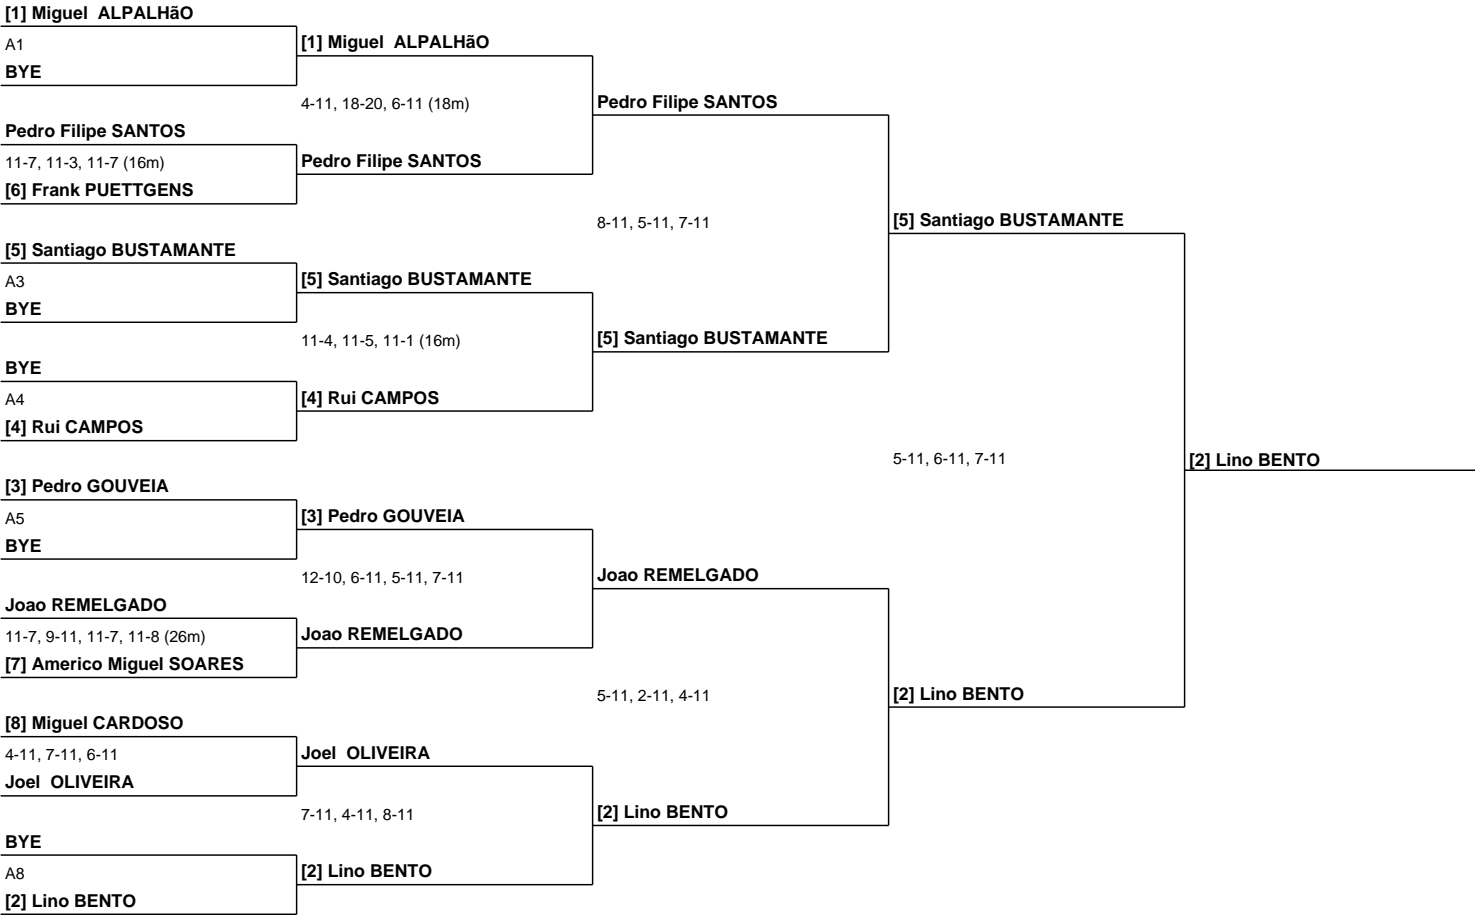 [1] Miguel  ALPALHãO
A1
BYE
[1] Miguel  ALPALHãO
4-11, 18-20, 6-11 (18m)
Pedro Filipe SANTOS
Pedro Filipe SANTOS
11-7, 11-3, 11-7 (16m)
[6] Frank PUETTGENS
Pedro Filipe SANTOS
8-11, 5-11, 7-11
[5] Santiago BUSTAMANTE
[5] Santiago BUSTAMANTE
A3
BYE
[5] Santiago BUSTAMANTE
11-4, 11-5, 11-1 (16m)
[5] Santiago BUSTAMANTE
BYE
A4
[4] Rui CAMPOS
[4] Rui CAMPOS
5-11, 6-11, 7-11
[2] Lino BENTO
[3] Pedro GOUVEIA
A5
BYE
[3] Pedro GOUVEIA
12-10, 6-11, 5-11, 7-11
Joao REMELGADO
Joao REMELGADO
11-7, 9-11, 11-7, 11-8 (26m)
[7] Americo Miguel SOARES
Joao REMELGADO
5-11, 2-11, 4-11
[2] Lino BENTO
[8] Miguel CARDOSO
4-11, 7-11, 6-11
Joel  OLIVEIRA
Joel  OLIVEIRA
7-11, 4-11, 8-11
[2] Lino BENTO
BYE
A8
[2] Lino BENTO
[2] Lino BENTO